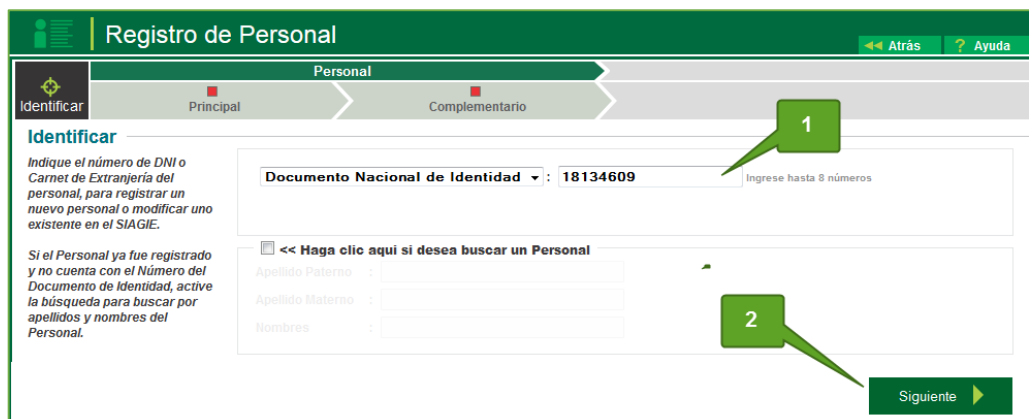 Registro de Personal
Atrás
? Ayuda
Identificar
Personal
Principal
Complementario
Identificar
Indique el número de DNI o
Carnet de Extranjería del
personal, para registrar un
nuevo personal o modificar uno
existente en el SIAGIE.
Si el Personal ya fue registrado
y no cuenta con el Número del
Documento de Identidad, active
la búsqueda para buscar por
apellidos y nombres del
Personal.
Documento Nacional de Identidad : 18134609
Ingrese hasta 8 números
1
<< Haga clic aqui si desea buscar un Personal
Apellido Paterno :
Apellido Materno :
Nombres :
2
Siguiente